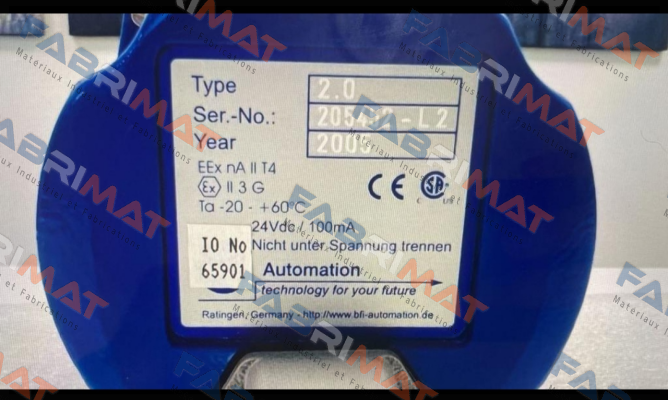 Type 2.0
Ser.-No.:
Year
EEx nA II T4
Ex II 3 G
Ta -20 - +60°C
24Vdc 100mA
IO No Nicht unter Spannung trennen
65901 Automation
technology for your future
Ratingen, Germany - http://www.bfi-automation.de
CE SA
FABRIMAT
Materiaux Industriel et Fabrications